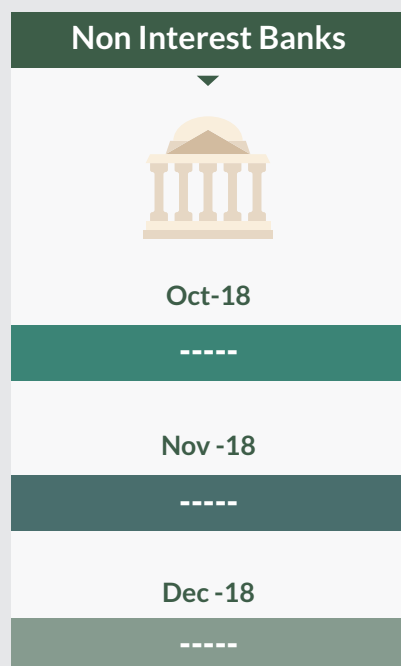 Non Interest Banks
Oct-18
-----
Nov -18
-----
Dec -18
-----